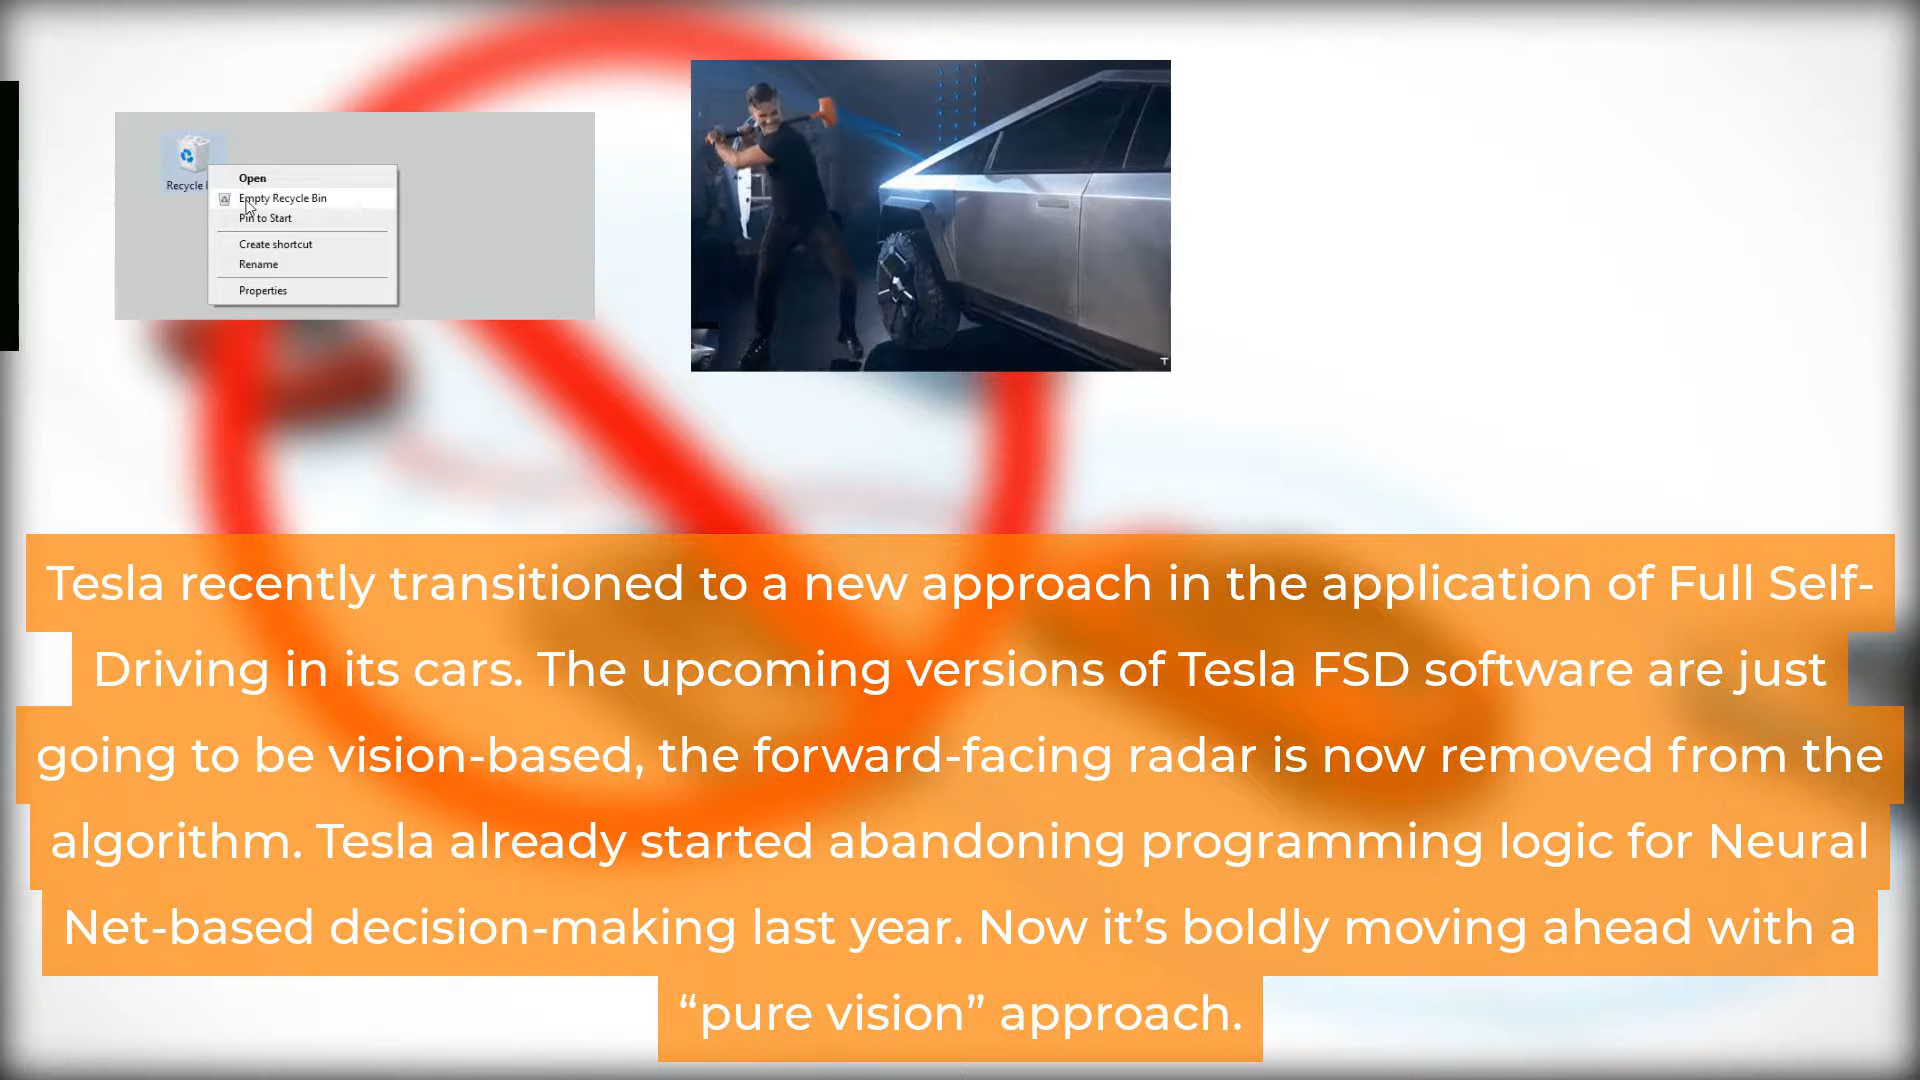 Recycle
Open
Empty Recycle Bin
Pin to Start
Create shortcut
Rename
Properties
T
Tesla recently transitioned to a new approach in the application of Full Self-
Driving in its cars. The upcoming versions of Tesla FSD software are just
going to be vision-based, the forward-facing radar is now removed from the
algorithm. Tesla already started abandoning programming logic for Neural
Net-based decision-making last year. Now it’s boldly moving ahead with a
“pure vision” approach.